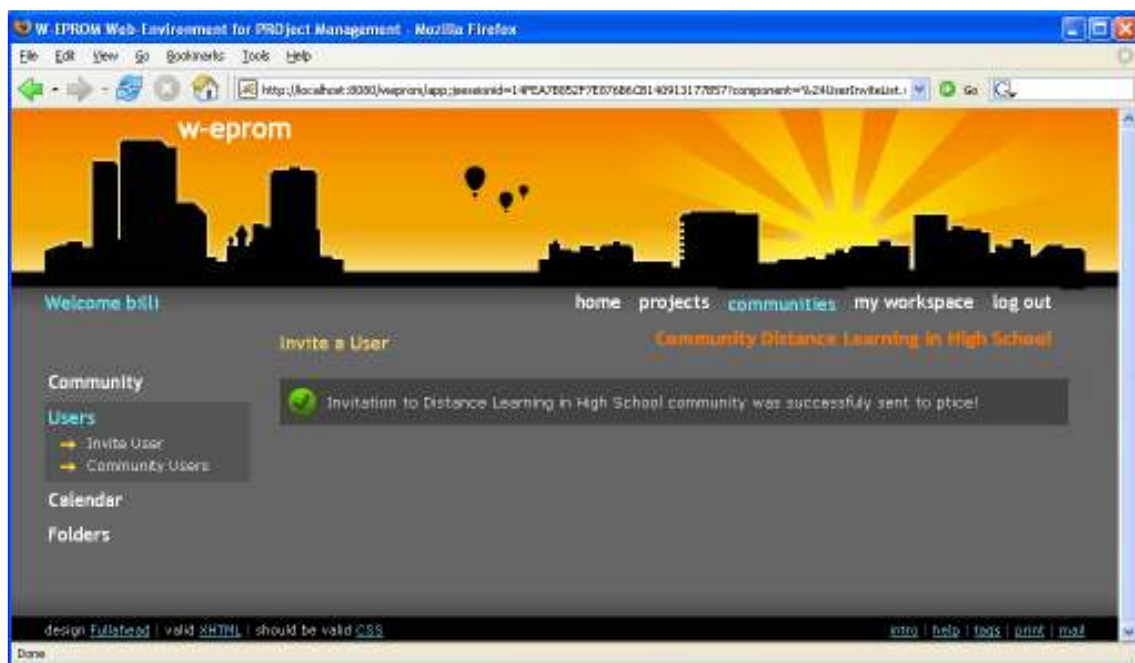 W-EPROM Web-Environment for PROject Management - Mozilla Firefox
File Edit View Go Bookmarks Tools Help
Go
w-eprom
Welcome billi
home projects communities my workspace log out
Invite a User
Community Distance Learning in High School
Community
Invitation to Distance Learning in High School community was successfuly sent to ptice!
Users
Invite User
Community Users
Calendar
Folders
design Fullahead | valid XHTML | should be valid CSS
intro | help | tags | print | mail
Done